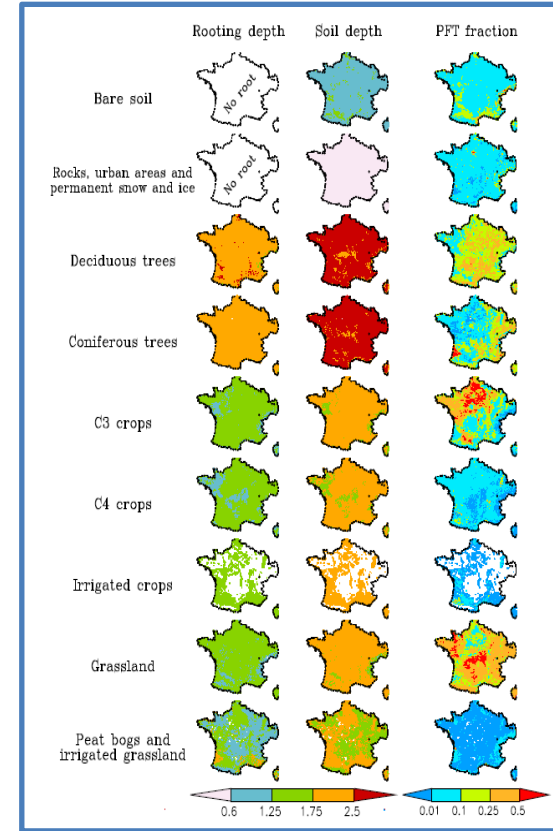 Rooting depth Soil depth PFT fraction
Bare soil No root
Rocks, urban areas and
permanent snow and ice No root
Deciduous trees
Coniferous trees
C3 crops
C4 crops
Irrigated crops
Grassland
Peat bogs and
irrigated grassland
0.6 1.25 1.75 2.5 0.01 0.1 0.25 0.5